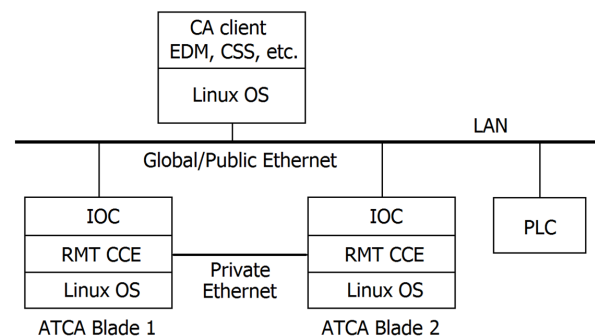 CA client
EDM, CSS, etc.
Linux OS
LAN
Global/Public Ethernet
IOC
RMT CCE
Linux OS
ATCA Blade 1
Private
Ethernet
IOC
RMT CCE
Linux OS
ATCA Blade 2
PLC